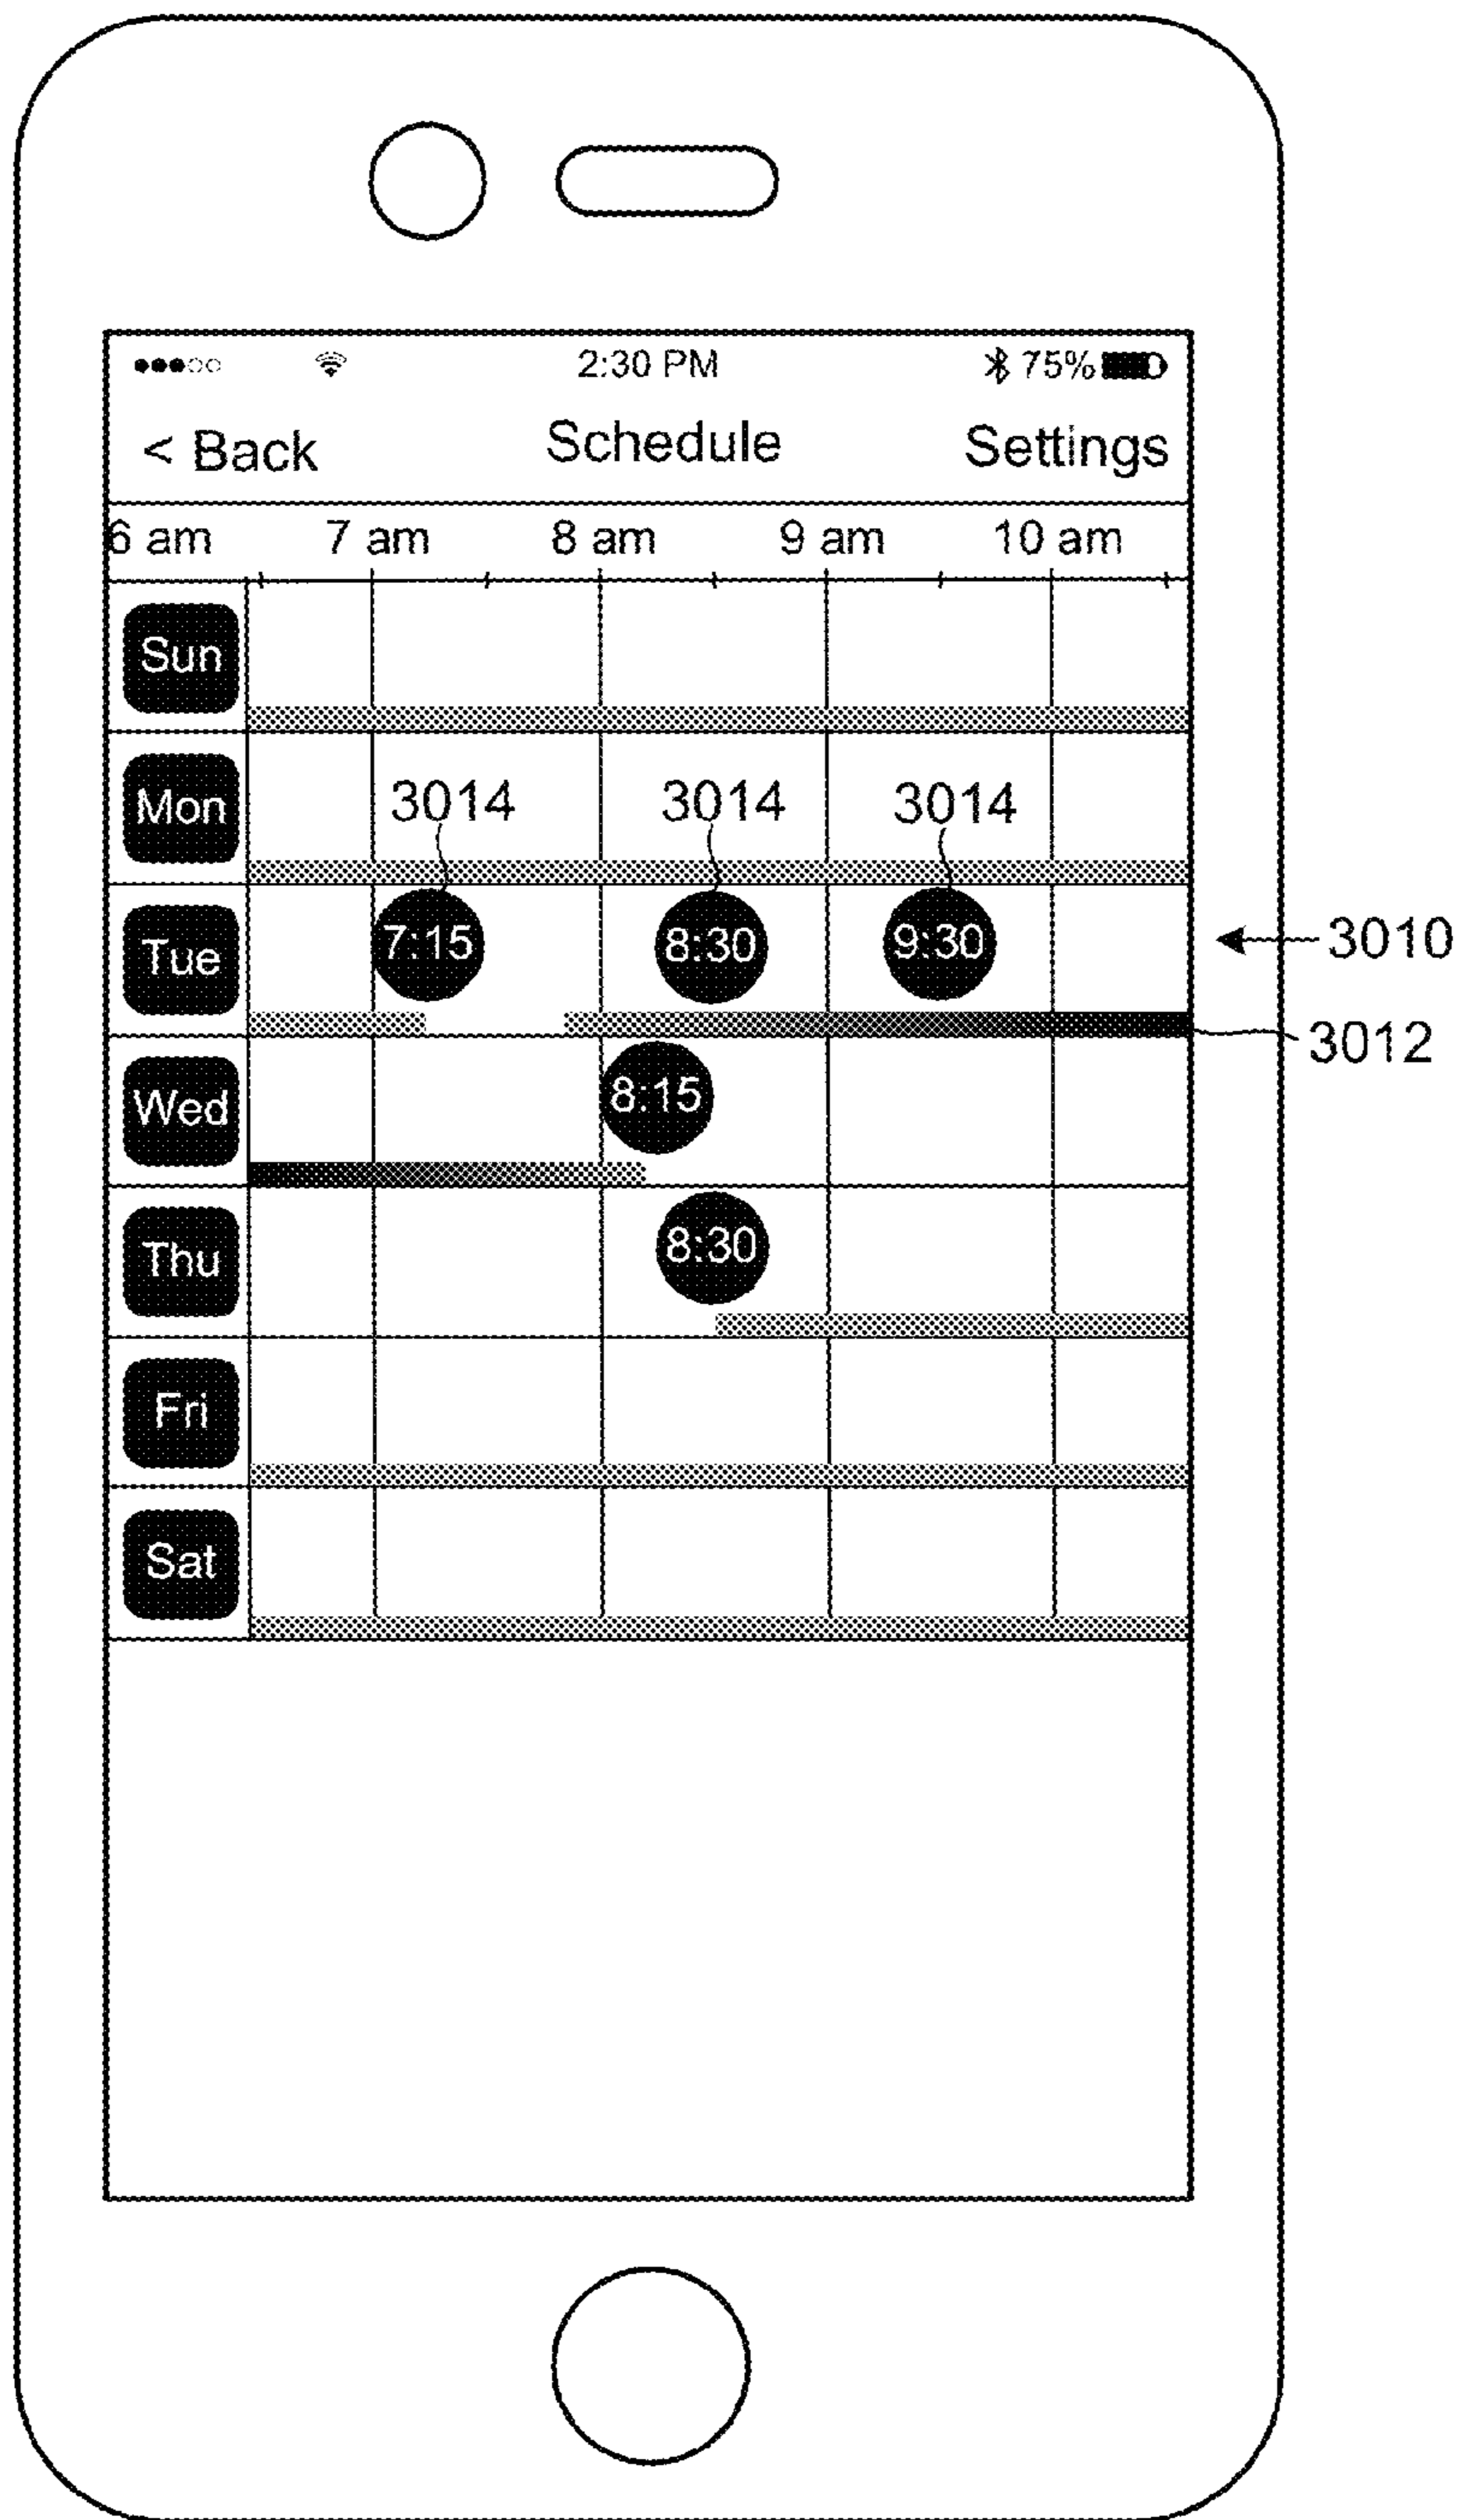 2:30 PM 75%
< Back Schedule Settings
6 am 7 am 8 am 9 am 10 am
Sun
Mon 3014 3014 3014
Tue 7:15 8:30 9:30 3010
3012
Wed 8:15
Thu 8:30
Fri
Sat